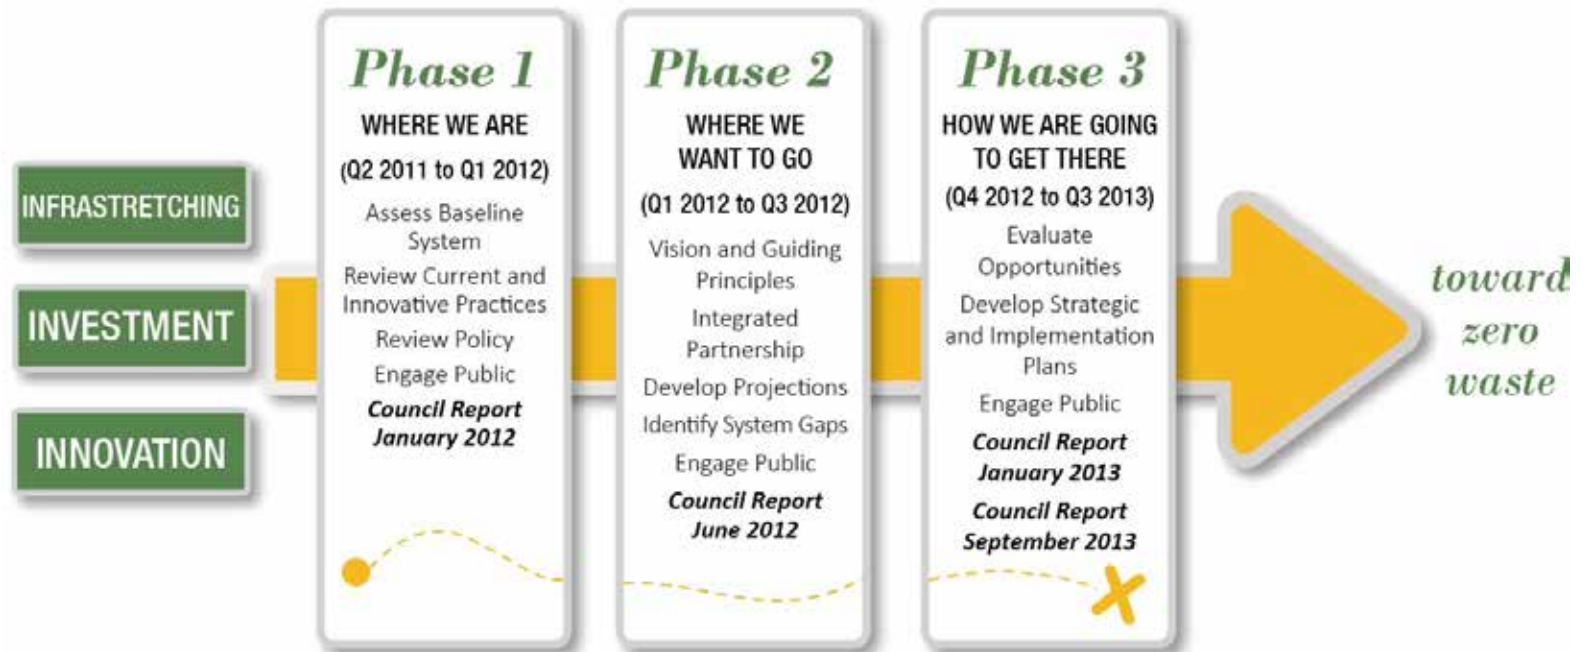 INFRASTRETCHING
INVESTMENT
INNOVATION
Phase 1
WHERE WE ARE
(Q2 2011 to Q1 2012)
Assess Baseline
System
Review Current and
Innovative Practices
Review Policy
Engage Public
Council Report
January 2012
Phase 2
WHERE WE
WANT TO GO
(Q1 2012 to Q3 2012)
Vision and Guiding
Principles
Integrated
Partnership
Develop Projections
Identify System Gaps
Engage Public
Council Report
June 2012
Phase 3
HOW WE ARE GOING
TO GET THERE
(Q4 2012 to Q3 2013)
Evaluate
Opportunities
Develop Strategic
and Implementation
Plans
Engage Public
Council Report
January 2013
Council Report
September 2013
toward
zero
waste